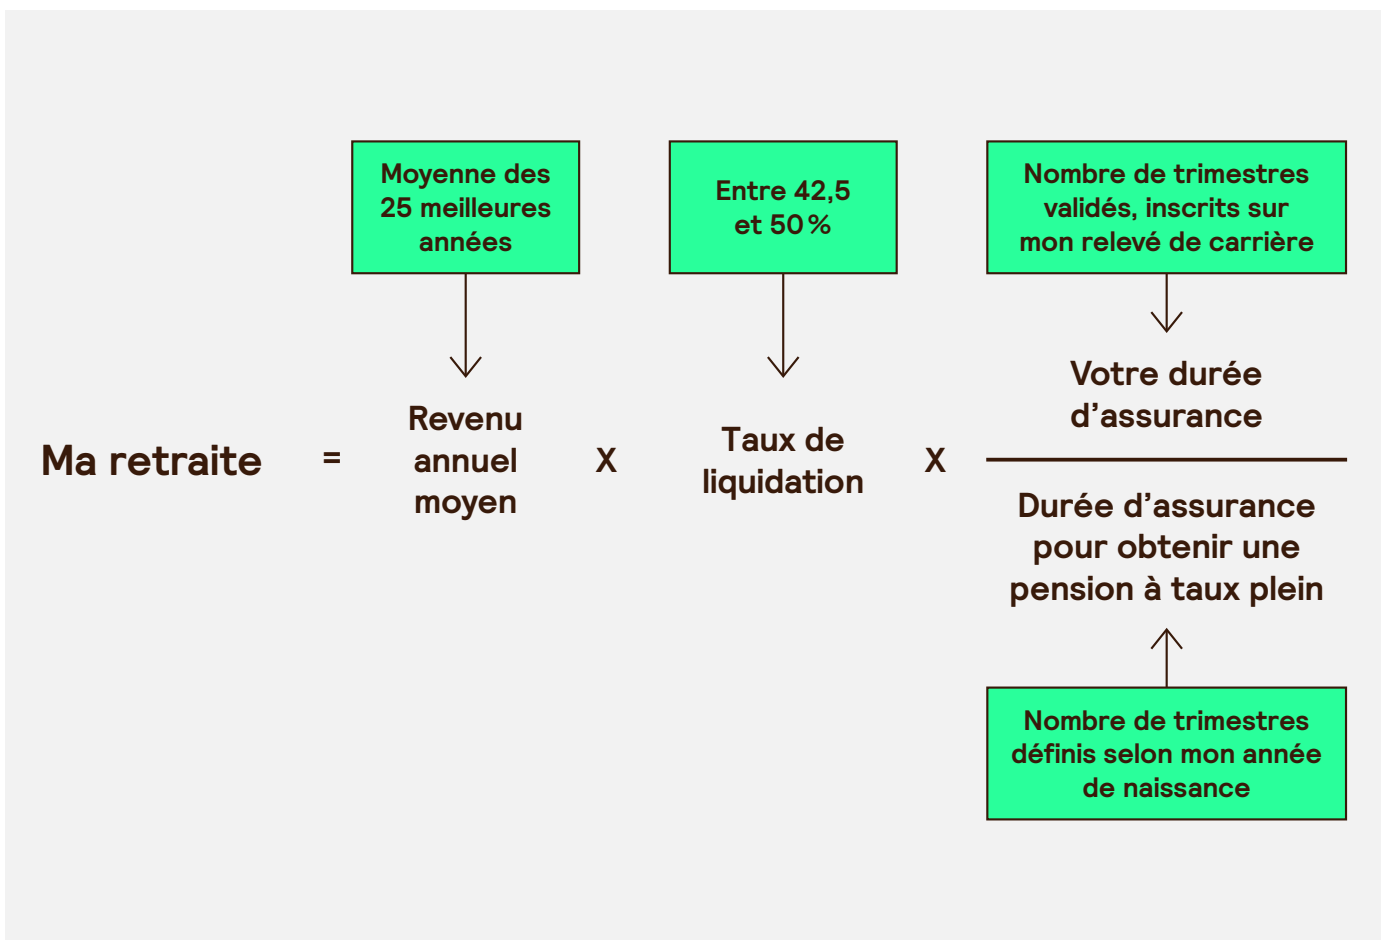 Moyenne des
25 meilleures
années
Entre 42,5
et 50 %
Nombre de trimestres
validés, inscrits sur
mon relevé de carrière
Ma retraite
=
Revenu
annuel
moyen
X
Taux de
liquidation
X
Votre durée
d’assurance
Durée d’assurance
pour obtenir une
pension à taux plein
Nombre de trimestres
définis selon mon année
de naissance